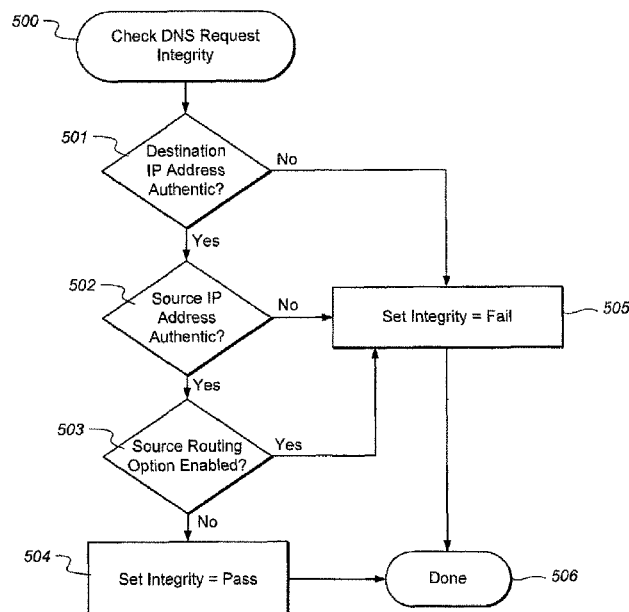 500
Check DNS Request
Integrity
501
Destination
IP Address
Authentic?
No
Yes
502
Source IP
Address
Authentic?
No
Set Integrity = Fail
505
Yes
503
Source Routing
Option Enabled?
Yes
No
504
Set Integrity = Pass
Done
506